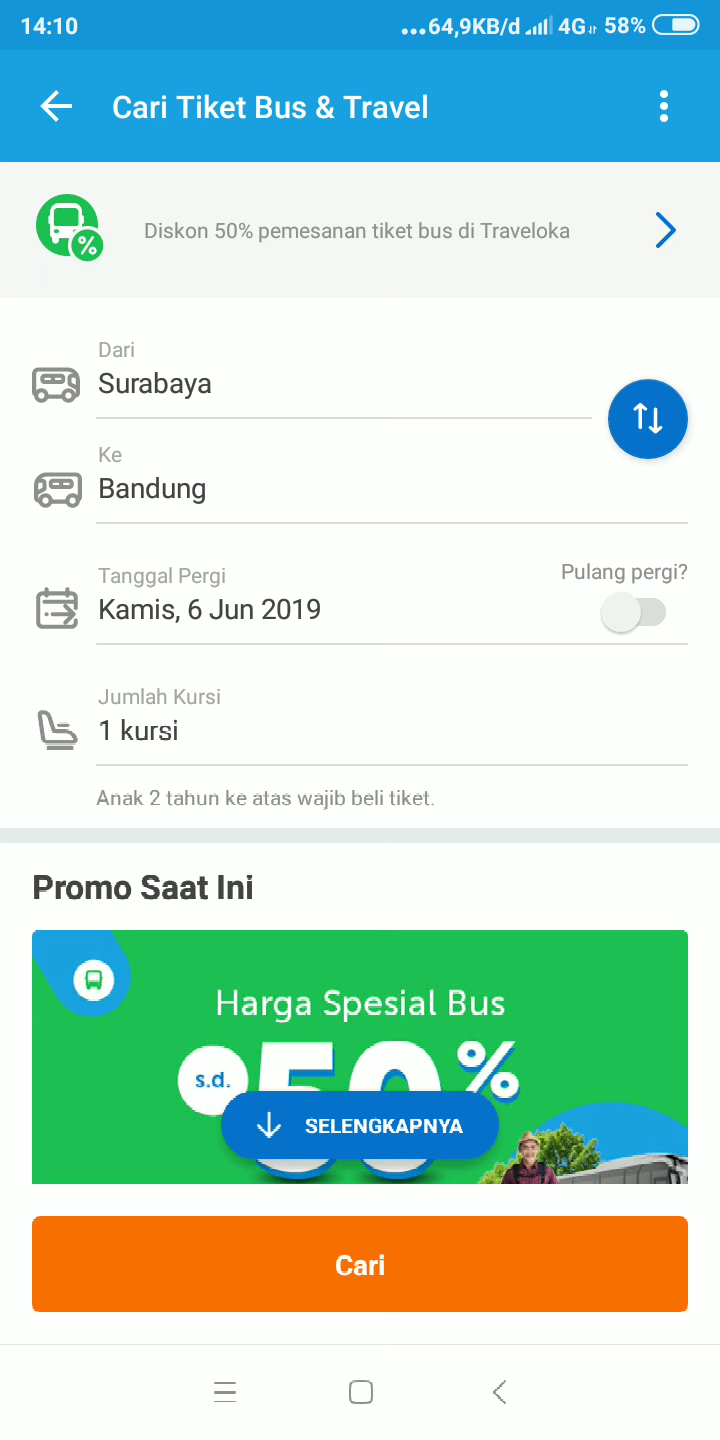 14:10
...64,9KB/d 4G 58%
Cari Tiket Bus & Travel
Diskon 50% pemesanan tiket bus di Traveloka
Dari
Surabaya
Ke
Bandung
Tanggal Pergi
Pulang pergi?
Kamis, 6 Jun 2019
Jumlah Kursi
1 kursi
Anak 2 tahun ke atas wajib beli tiket.
Promo Saat Ini
Harga Spesial Bus
s.d. 50%
SELENGKAPNYA
Cari